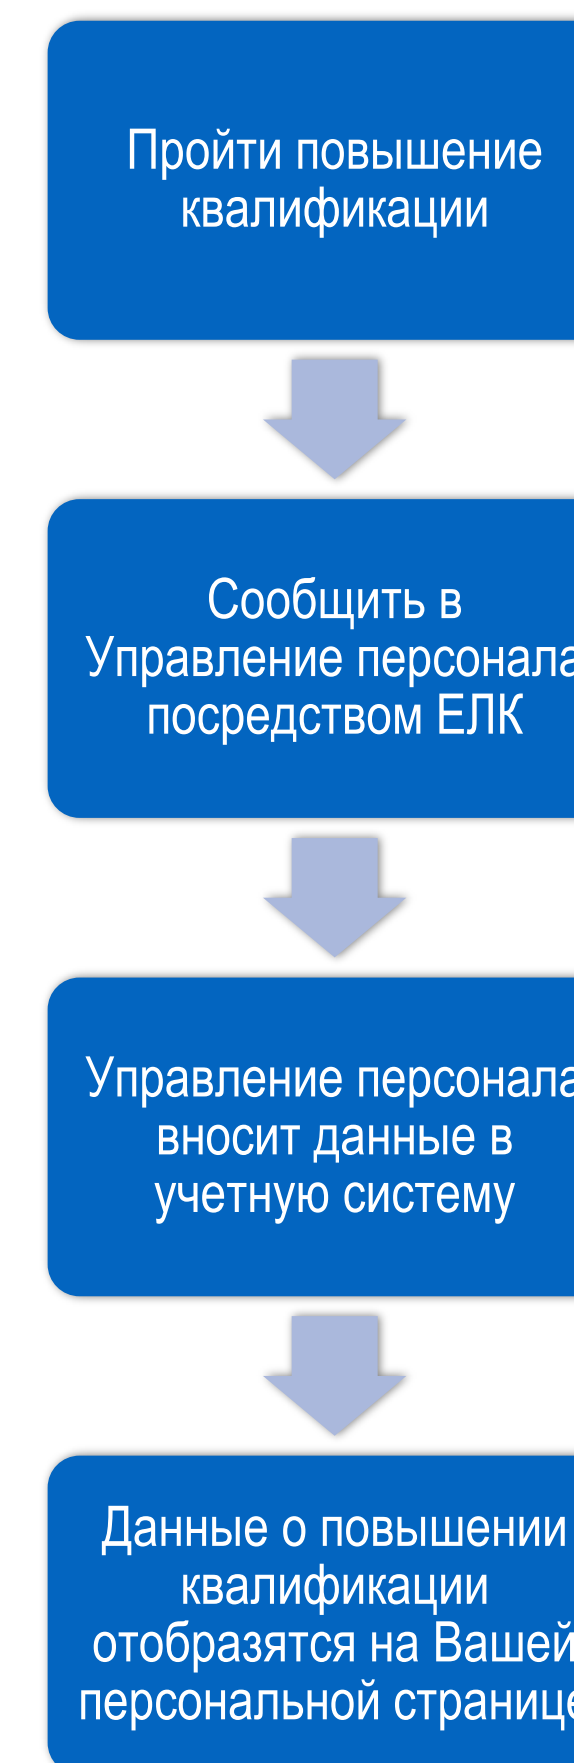 Пройти повышение
квалификации
Сообщить в
Управление персонала
посредством ЕЛК
Управление персонала
вносит данные в
учетную систему
Данные о повышении
квалификации
отобразятся на Вашей
персональной странице